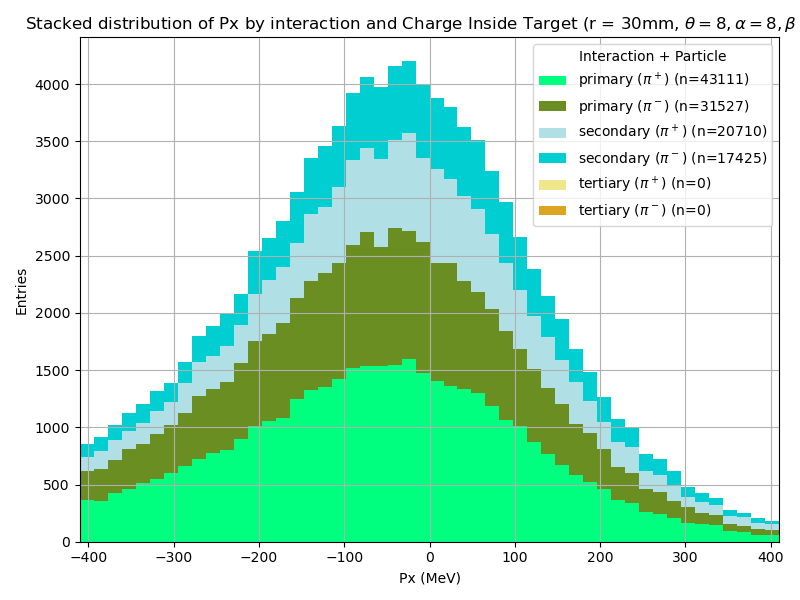 Stacked distribution of Px by interaction and Charge Inside Target (r = 30mm, θ = 8, α = 8, β
Interaction + Particle
primary (π⁺) (n=43111)
primary (π⁻) (n=31527)
secondary (π⁺) (n=20710)
secondary (π⁻) (n=17425)
tertiary (π⁺) (n=0)
tertiary (π⁻) (n=0)
Entries
4000
3500
3000
2500
2000
1500
1000
500
0
−400 −300 −200 −100 0 100 200 300 400
Px (MeV)